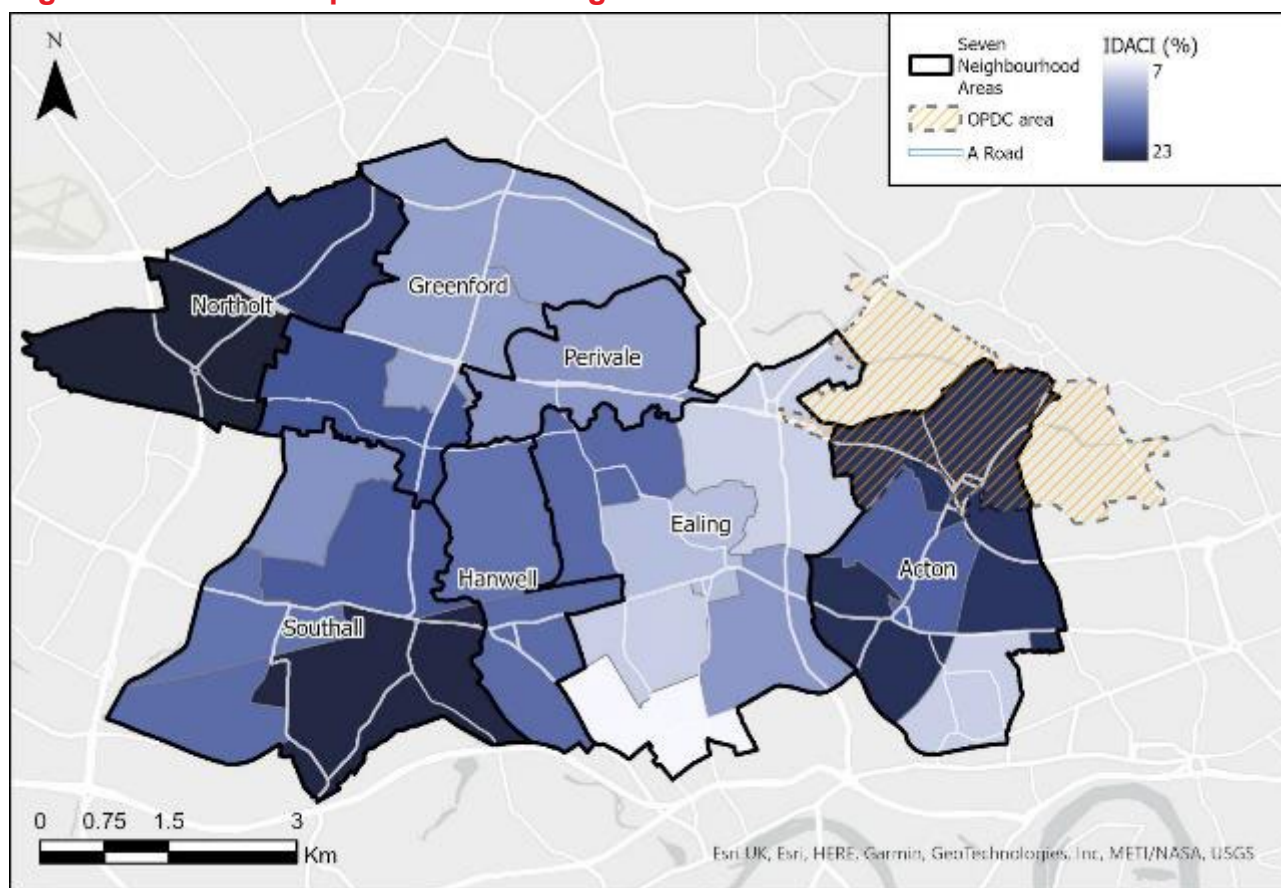 N
Seven
Neighbourhood
Areas
OPDC area
A Road
IDACI (%)
7
23
Northolt
Greenford
Perivale
Ealing
Hanwell
Acton
Southall
0 0.75 1.5 3
Km
Esri UK, Esri, HERE, Garmin, GeoTechnologies, Inc, METI/NASA, USGS